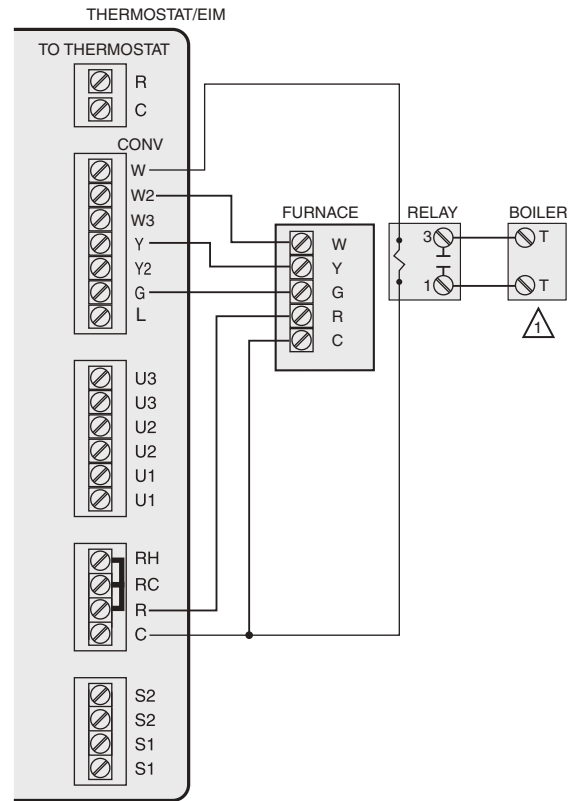 THERMOSTAT/EIM
TO THERMOSTAT
R
C
CONV
W
W2
W3
Y
Y2
G
L
U3
U3
U2
U2
U1
U1
RH
RC
R
C
S2
S2
S1
S1
FURNACE
W
Y
G
R
C
RELAY
3
1
BOILER
T
T
1